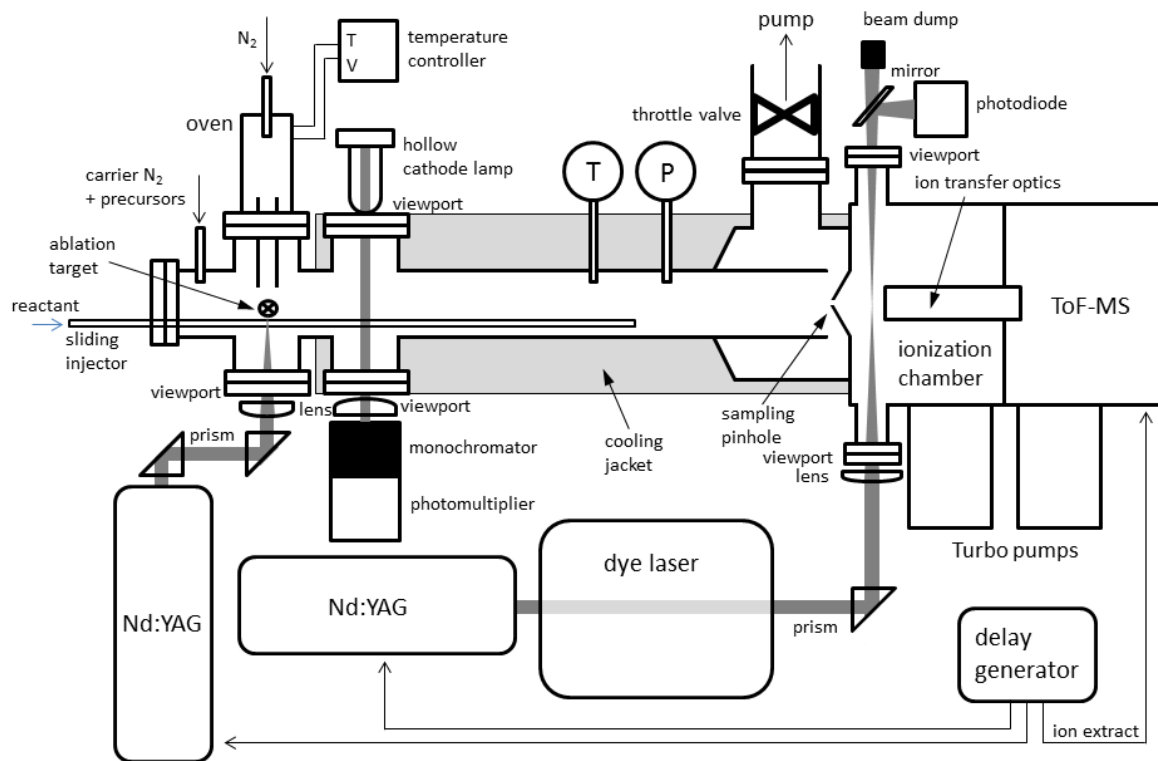 N2
T
V
temperature
controller
oven
hollow
cathode lamp
carrier N2
+ precursors
viewport
ablation
target
reactant
sliding
injector
viewport
lens
viewport
prism
monochromator
photomultiplier
T
P
pump
throttle valve
beam dump
mirror
photodiode
viewport
ion transfer optics
ToF-MS
ionization
chamber
sampling
pinhole
cooling
jacket
viewport
lens
Turbo pumps
dye laser
Nd:YAG
Nd:YAG
prism
delay
generator
ion extract